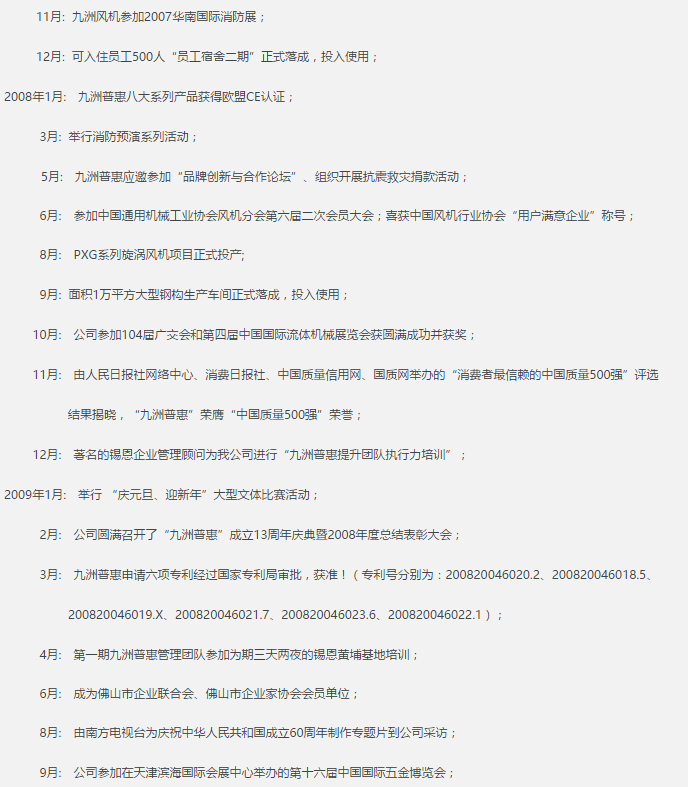 11月: 九洲风机参加2007华南国际消防展；
12月: 可入住员工500人“员工宿舍二期”正式落成，投入使用；
2008年1月: 九洲普惠八大系列产品获得欧盟CE认证；
3月: 举行消防预演系列活动；
5月: 九洲普惠应邀参加“品牌创新与合作论坛”、组织开展抗震救灾捐款活动；
6月: 参加中国通用机械工业协会风机分会第六届二次会员大会；喜获中国风机行业协会“用户满意企业”称号；
8月: PXG系列旋涡风机项目正式投产;
9月: 面积1万平方大型钢构生产车间正式落成，投入使用；
10月: 公司参加104届广交会和第四届中国国际流体机械展览会获圆满成功并获奖；
11月: 由人民日报社网络中心、消费日报社、中国质量信用网、国质网举办的“消费者最信赖的中国质量500强”评选
结果揭晓，“九洲普惠”荣膺“中国质量500强”荣誉；
12月: 著名的锡恩企业管理顾问为我公司进行“九洲普惠提升团队执行力培训”；
2009年1月: 举行 “庆元旦、迎新年”大型文体比赛活动；
2月: 公司圆满召开了“九洲普惠”成立13周年庆典暨2008年度总结表彰大会；
3月: 九洲普惠申请六项专利经过国家专利局审批，获准！（专利号分别为：200820046020.2、200820046018.5、
200820046019.X、200820046021.7、200820046023.6、200820046022.1）；
4月: 第一期九洲普惠管理团队参加为期三天两夜的锡恩黄埔基地培训；
6月: 成为佛山市企业联合会、佛山市企业家协会会员单位；
8月: 由南方电视台为庆祝中华人民共和国成立60周年制作专题片到公司采访；
9月: 公司参加在天津滨海国际会展中心举办的第十六届中国国际五金博览会；